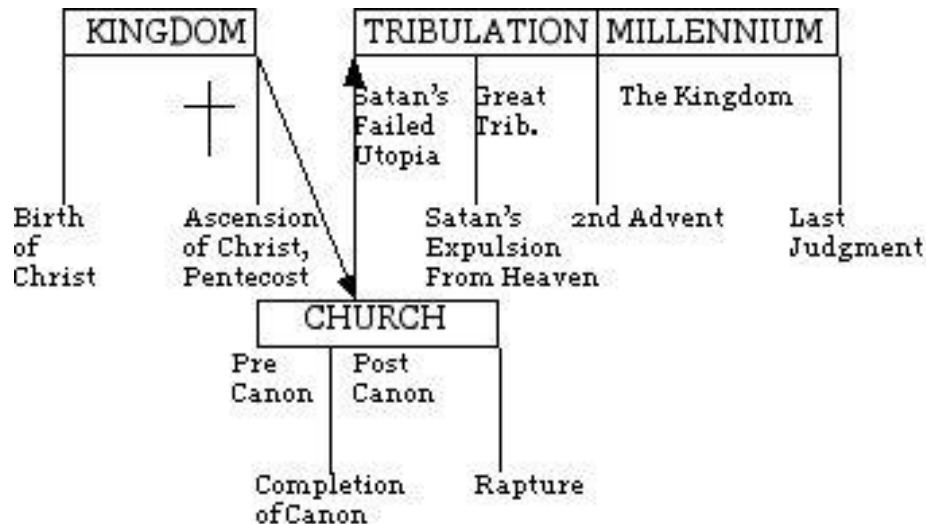 KINGDOM
TRIBULATION
MILLENNIUM
Satan's
Failed
Utopia
Great
Trib.
The Kingdom
Birth
of
Christ
Ascension
of Christ,
Pentecost
Satan's
Expulsion
From Heaven
2nd Advent
Last
Judgment
CHURCH
Pre
Canon
Post
Canon
Completion
of Canon
Rapture